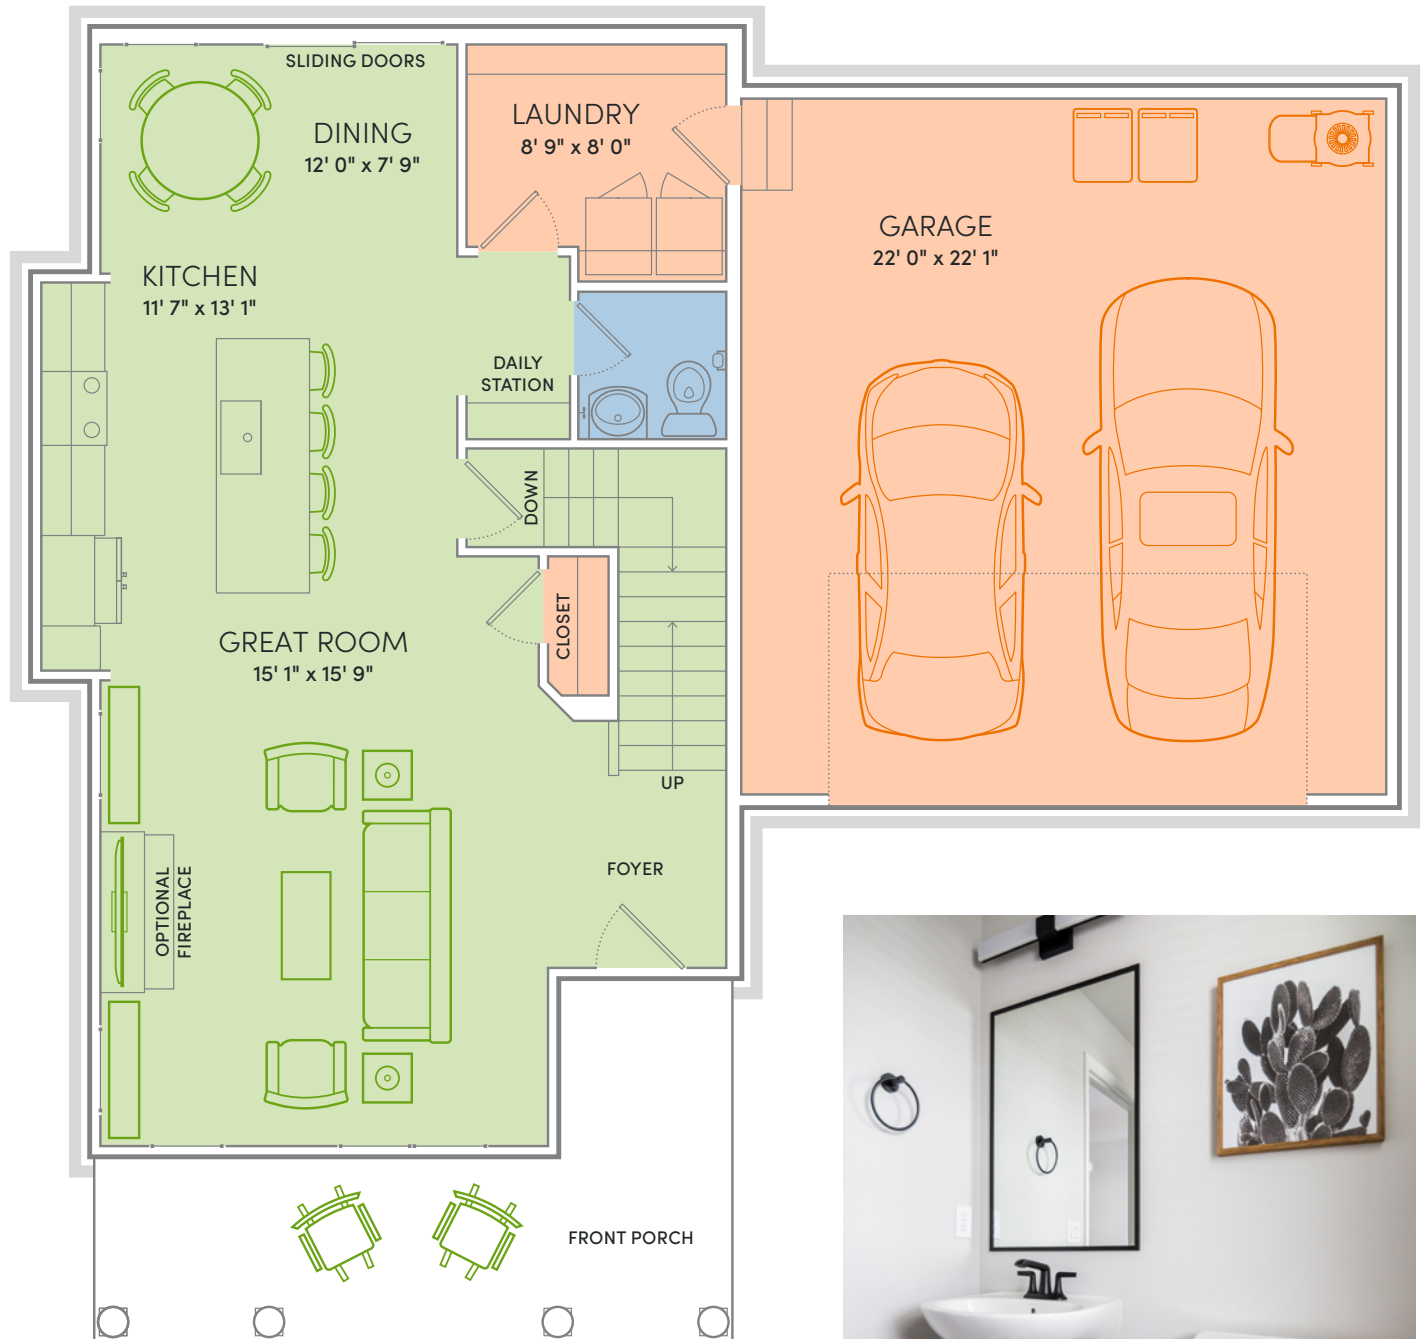 SLIDING DOORS
DINING
12' 0" x 7' 9"
LAUNDRY
8' 9" x 8' 0"
GARAGE
22' 0" x 22' 1"
KITCHEN
11' 7" x 13' 1"
DAILY
STATION
DOWN
CLOSET
GREAT ROOM
15' 1" x 15' 9"
UP
FOYER
OPTIONAL
FIREPLACE
FRONT PORCH